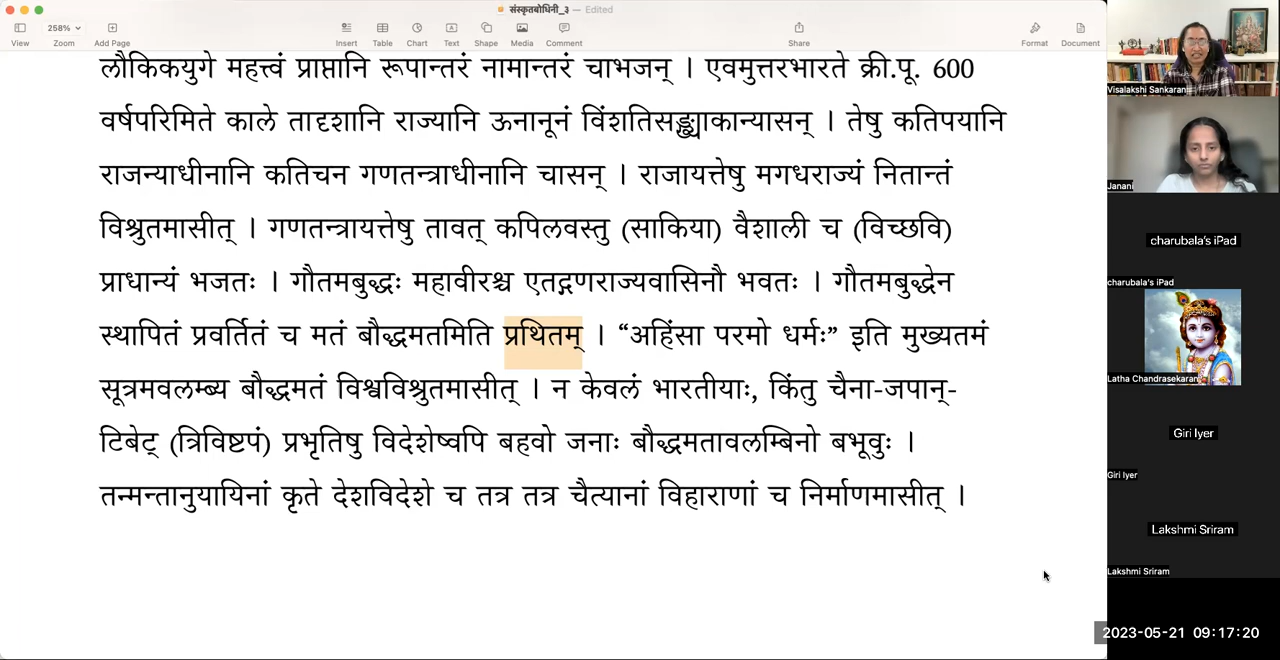 संस्कृतबोधिनी_३ — Edited
258%
View Zoom Add Page Insert Table Chart Text Shape Media Comment Share Format Document
लौकिकयुगे महत्त्वं प्राप्तानि रूपान्तरं नामान्तरं चाभजन् । एवमुत्तरभारते क्री.पू. 600
वर्षपरिमिते काले तादृशानि राज्यानि ऊनानूनं विंशतिसङ्ख्याकान्यासन् । तेषु कतिपयानि
राजन्याधीनानि कतिचन गणतन्त्राधीनानि चासन् । राजायत्तेषु मगधराज्यं नितान्तं
विश्रुतमासीत् । गणतन्त्रायत्तेषु तावत् कपिलवस्तु (साकिया) वैशाली च (विच्छवि)
प्राधान्यं भजतः । गौतमबुद्धः महावीरश्च एतद्गणराज्यवासिनौ भवतः । गौतमबुद्धेन
स्थापितं प्रवर्तितं च मतं बौद्धमतमिति प्रथितम् । “अहिंसा परमो धर्मः” इति मुख्यतमं
सूत्रमवलम्ब्य बौद्धमतं विश्वविश्रुतमासीत् । न केवलं भारतीयाः, किंतु चैना-जपान्-
टिबेट् (त्रिविष्टपं) प्रभृतिषु विदेशेष्वपि बहवो जनाः बौद्धमतावलम्बिनो बभूवुः ।
तन्मन्तानुयायिनां कृते देशविदेशे च तत्र तत्र चैत्यानां विहाराणां च निर्माणमासीत् ।
Visalakshi Sankaran
Janani
charubala's iPad
charubala's iPad
Latha Chandrasekaran
Giri Iyer
Giri Iyer
Lakshmi Sriram
Lakshmi Sriram
2023-05-21 09:17:20